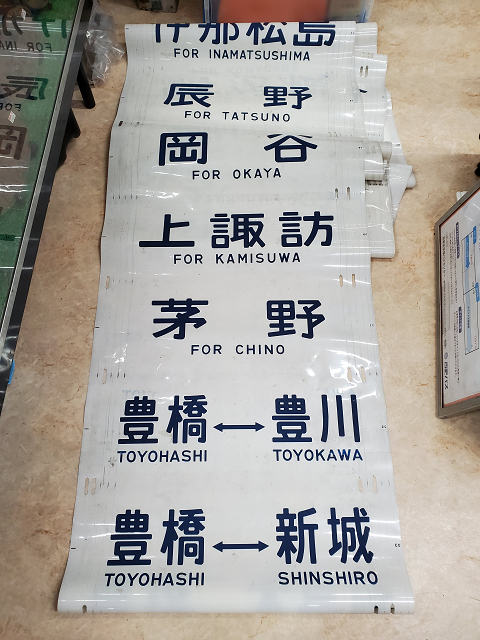 伊那松島
FOR INAMATSUSHIMA
辰野
FOR TATSUNO
岡谷
FOR OKAYA
上諏訪
FOR KAMISUWA
茅野
FOR CHINO
豊橋↔豊川
TOYOHASHI TOYOKAWA
豊橋↔新城
TOYOHASHI SHINSHIRO